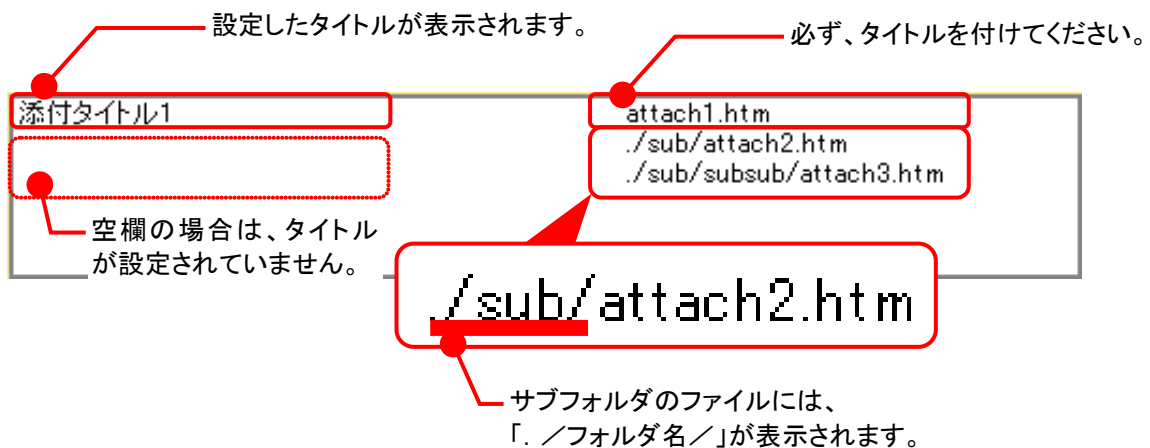 設定したタイトルが表示されます。
必ず、タイトルを付けてください。
添付タイトル1
attach1.htm
./sub/attach2.htm
./sub/subsub/attach3.htm
空欄の場合は、タイトル
が設定されていません。
./sub/attach2.htm
サブフォルダのファイルには、
「．／フォルダ名／」が表示されます。